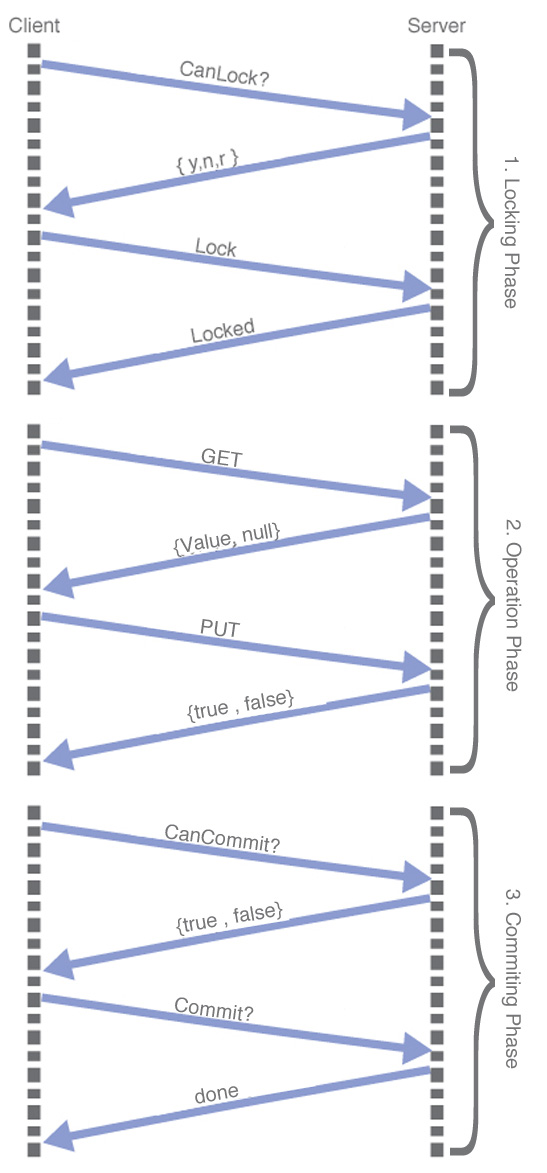 Client
Server
CanLock?
{ y,n,r }
Lock
Locked
1. Locking Phase
GET
{Value, null}
PUT
{true , false}
2. Operation Phase
CanCommit?
{true , false}
Commit?
done
3. Commiting Phase